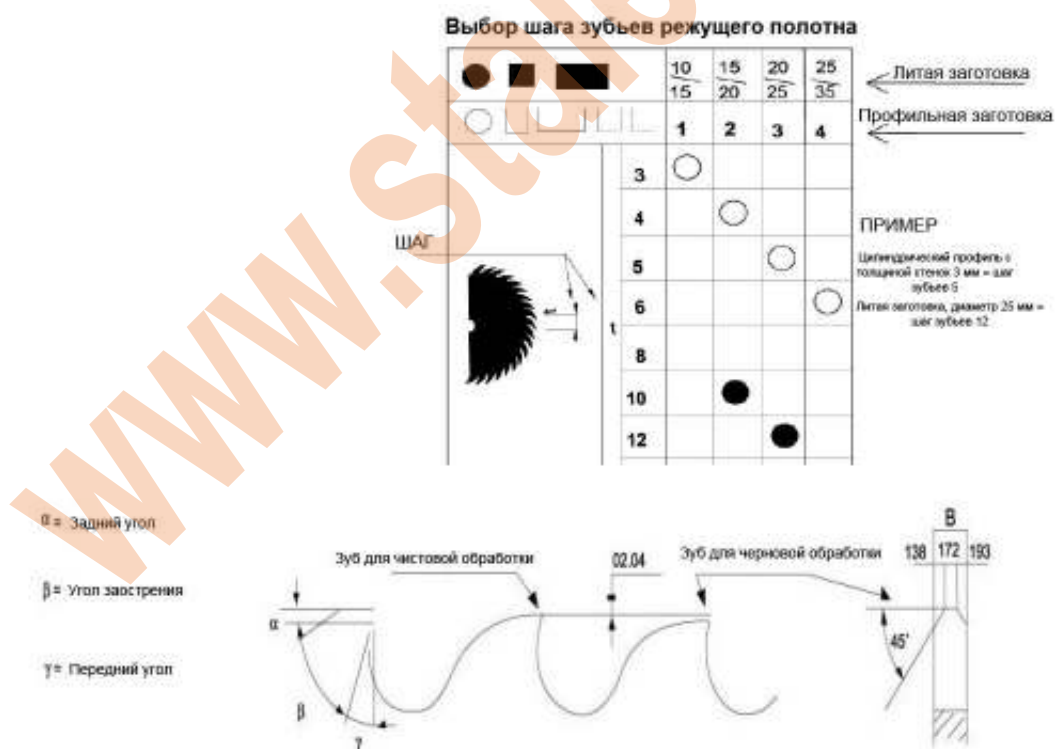 Выбор шага зубьев режущего полотна
10 15 20 25
15 20 25 35
Литая заготовка
Профильная заготовка
1 2 3 4
3
4
5
6
8
10
12
ШАГ
t
t
ПРИМЕР
Цилиндрический профиль с
толщиной стенок 3 мм = шаг
зубьев 5
Литая заготовка, диаметр 25 мм =
шаг зубьев 12
α = Задний угол
β = Угол заострения
γ = Передний угол
Зуб для чистовой обработки
02.04
Зуб для черновой обработки
B
138 172 193
45'
α
β
γ
www.stale